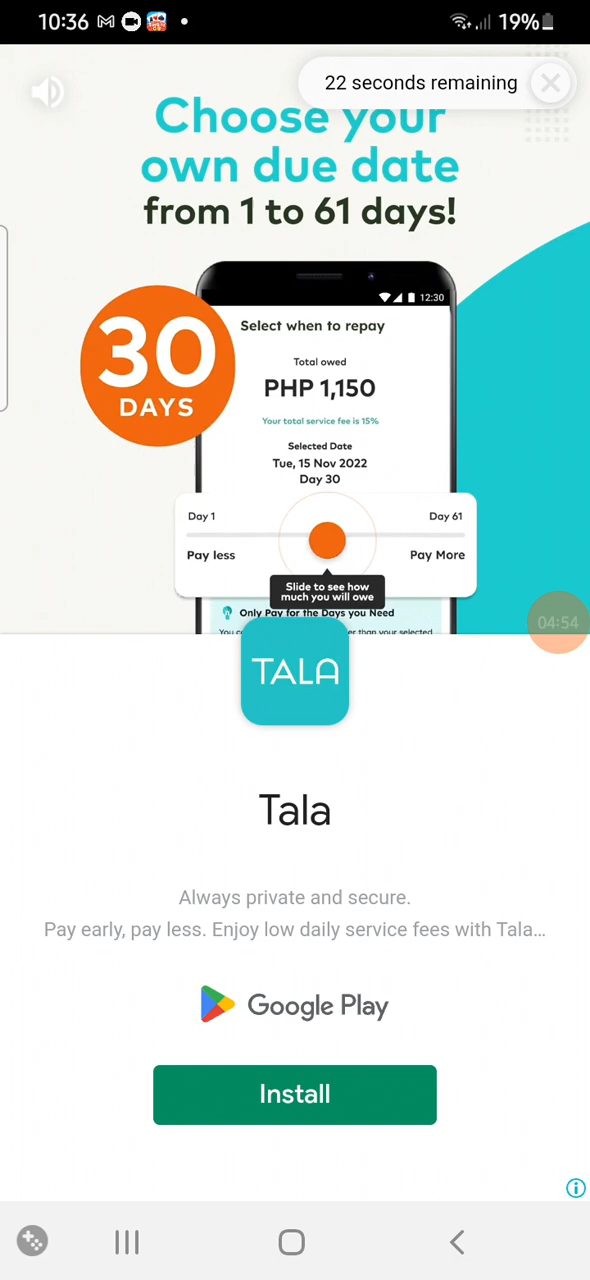 10:36
19%
22 seconds remaining
Choose your
own due date
from 1 to 61 days!
12:30
30
DAYS
Select when to repay
Total owed
PHP 1,150
Your total service fee is 15%
Selected Date
Tue, 15 Nov 2022
Day 30
Day 1
Day 61
Pay less
Pay More
Slide to see how
much you will owe
Only Pay for the Days you Need
04:54
TALA
Tala
Always private and secure.
Pay early, pay less. Enjoy low daily service fees with Tala...
Google Play
Install